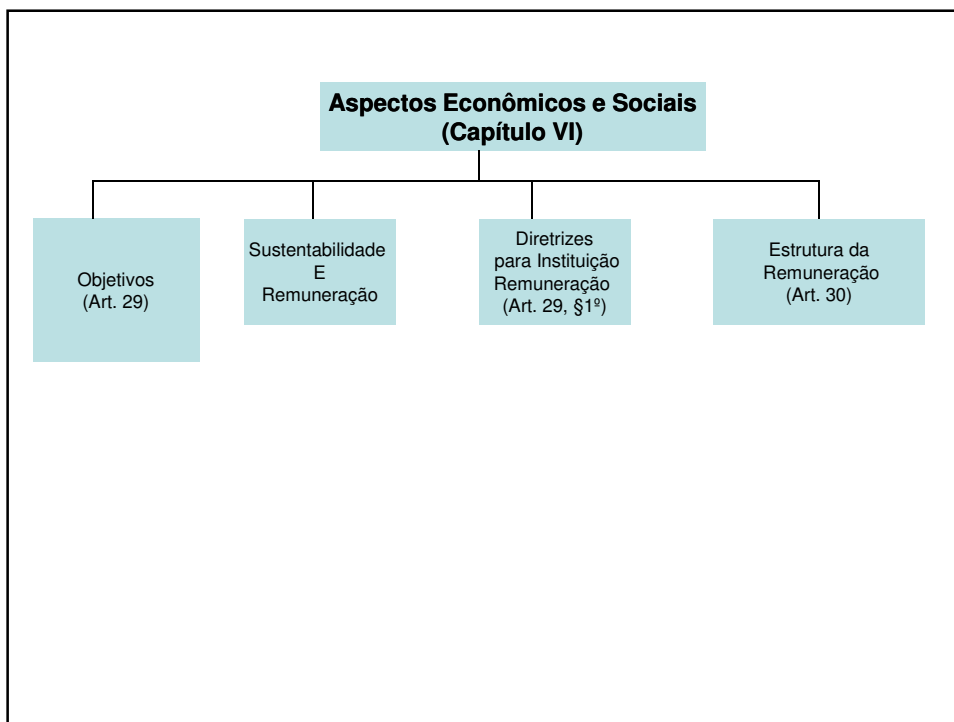 Aspectos Econômicos e Sociais
(Capítulo VI)
Objetivos
(Art. 29)
Sustentabilidade
E
Remuneração
Diretrizes
para Instituição
Remuneração
(Art. 29, §1º)
Estrutura da
Remuneração
(Art. 30)